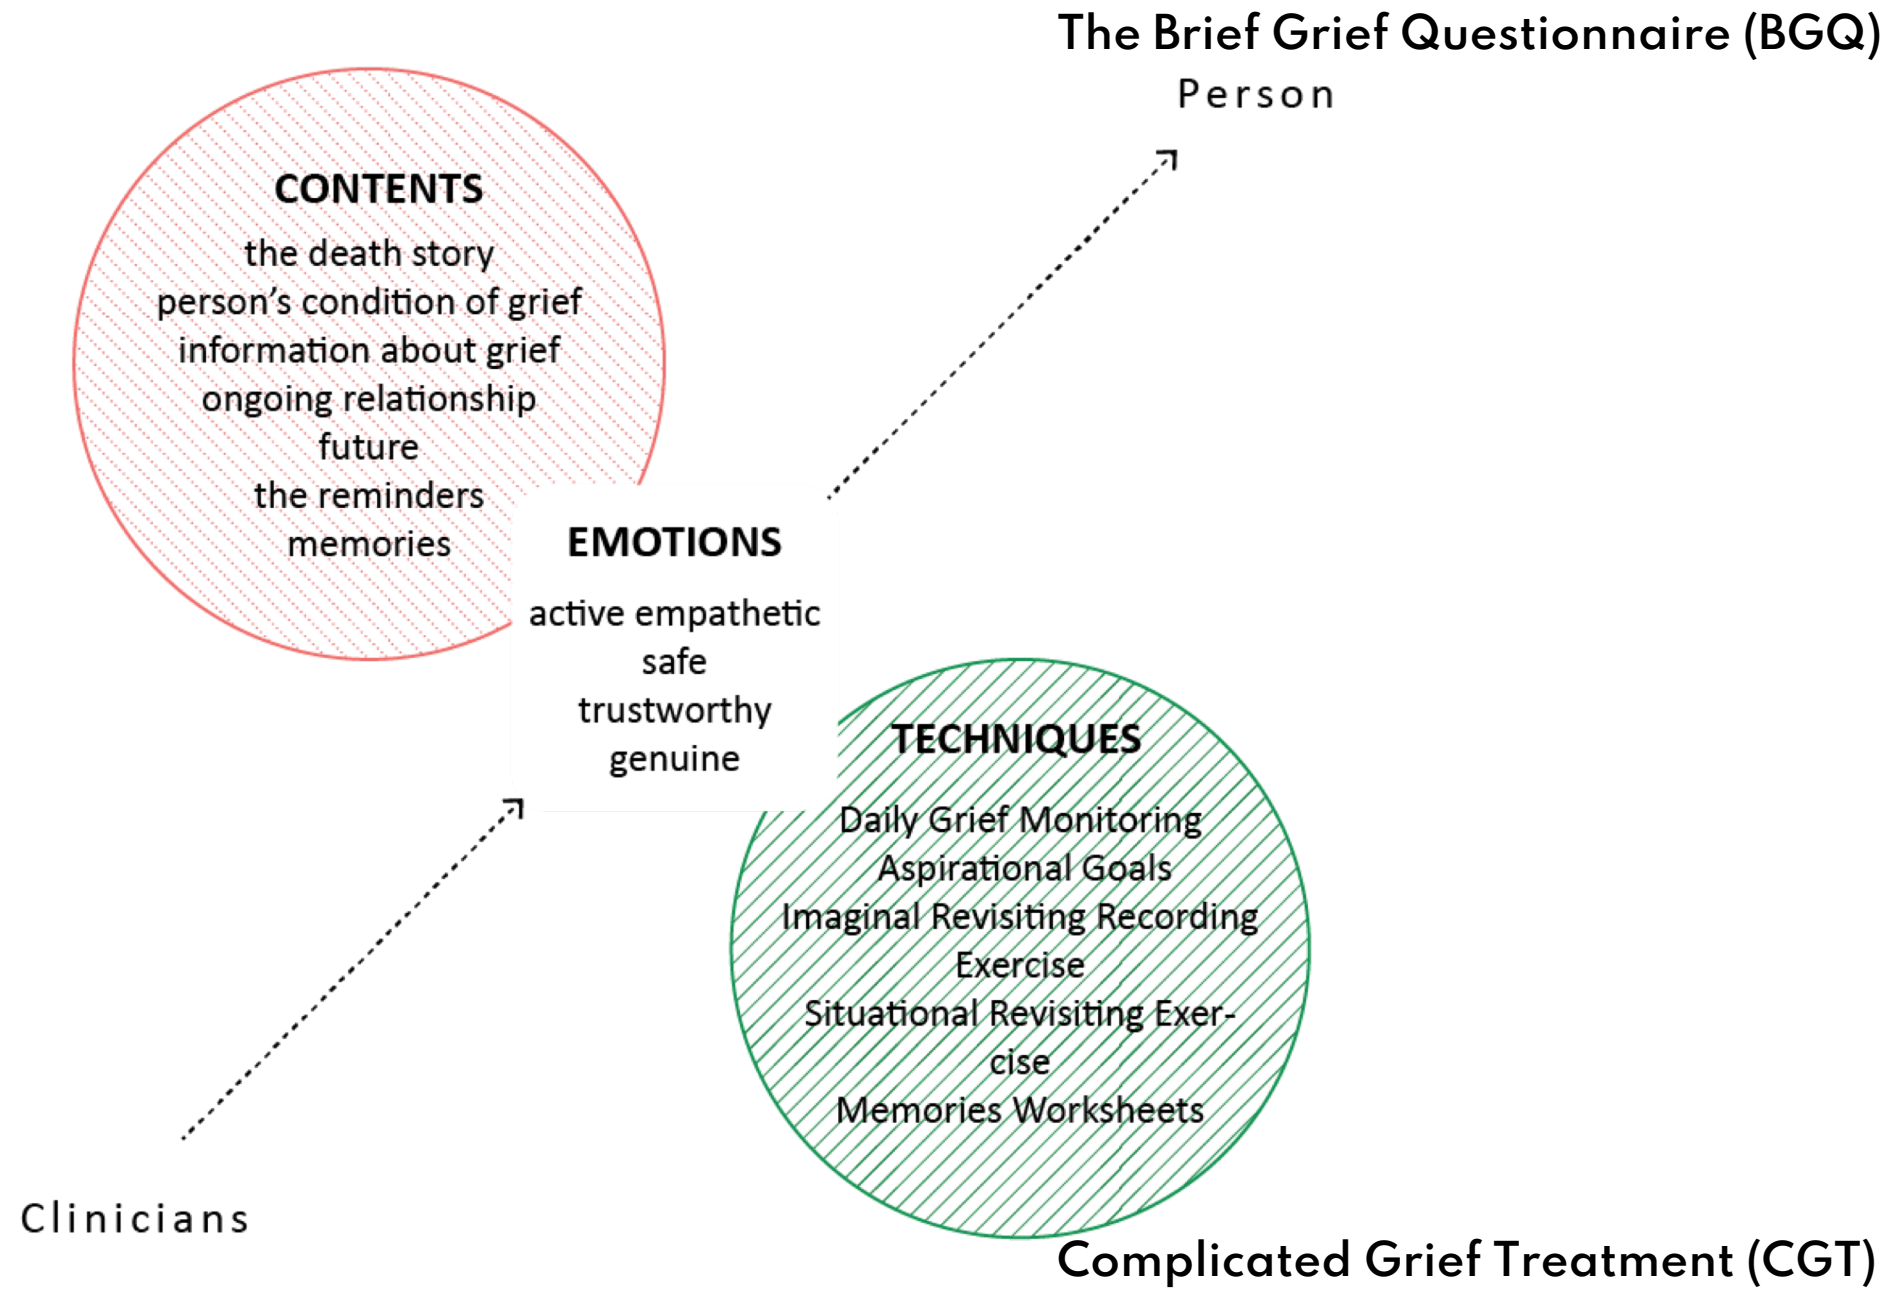 The Brief Grief Questionnaire (BGQ)
Person
CONTENTS
the death story
person’s condition of grief
information about grief
ongoing relationship
future
the reminders
memories
EMOTIONS
active empathetic
safe
trustworthy
genuine
TECHNIQUES
Daily Grief Monitoring
Aspirational Goals
Imaginal Revisiting Recording
Exercise
Situational Revisiting Exer-
cise
Memories Worksheets
Clinicians
Complicated Grief Treatment (CGT)